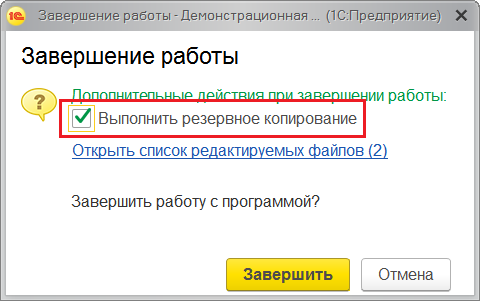 1С Завершение работы - Демонстрационная ... (1С:Предприятие)
Завершение работы
Дополнительные действия при завершении работы:
?
Выполнить резервное копирование
Открыть список редактируемых файлов (2)
Завершить работу с программой?
Завершить Отмена